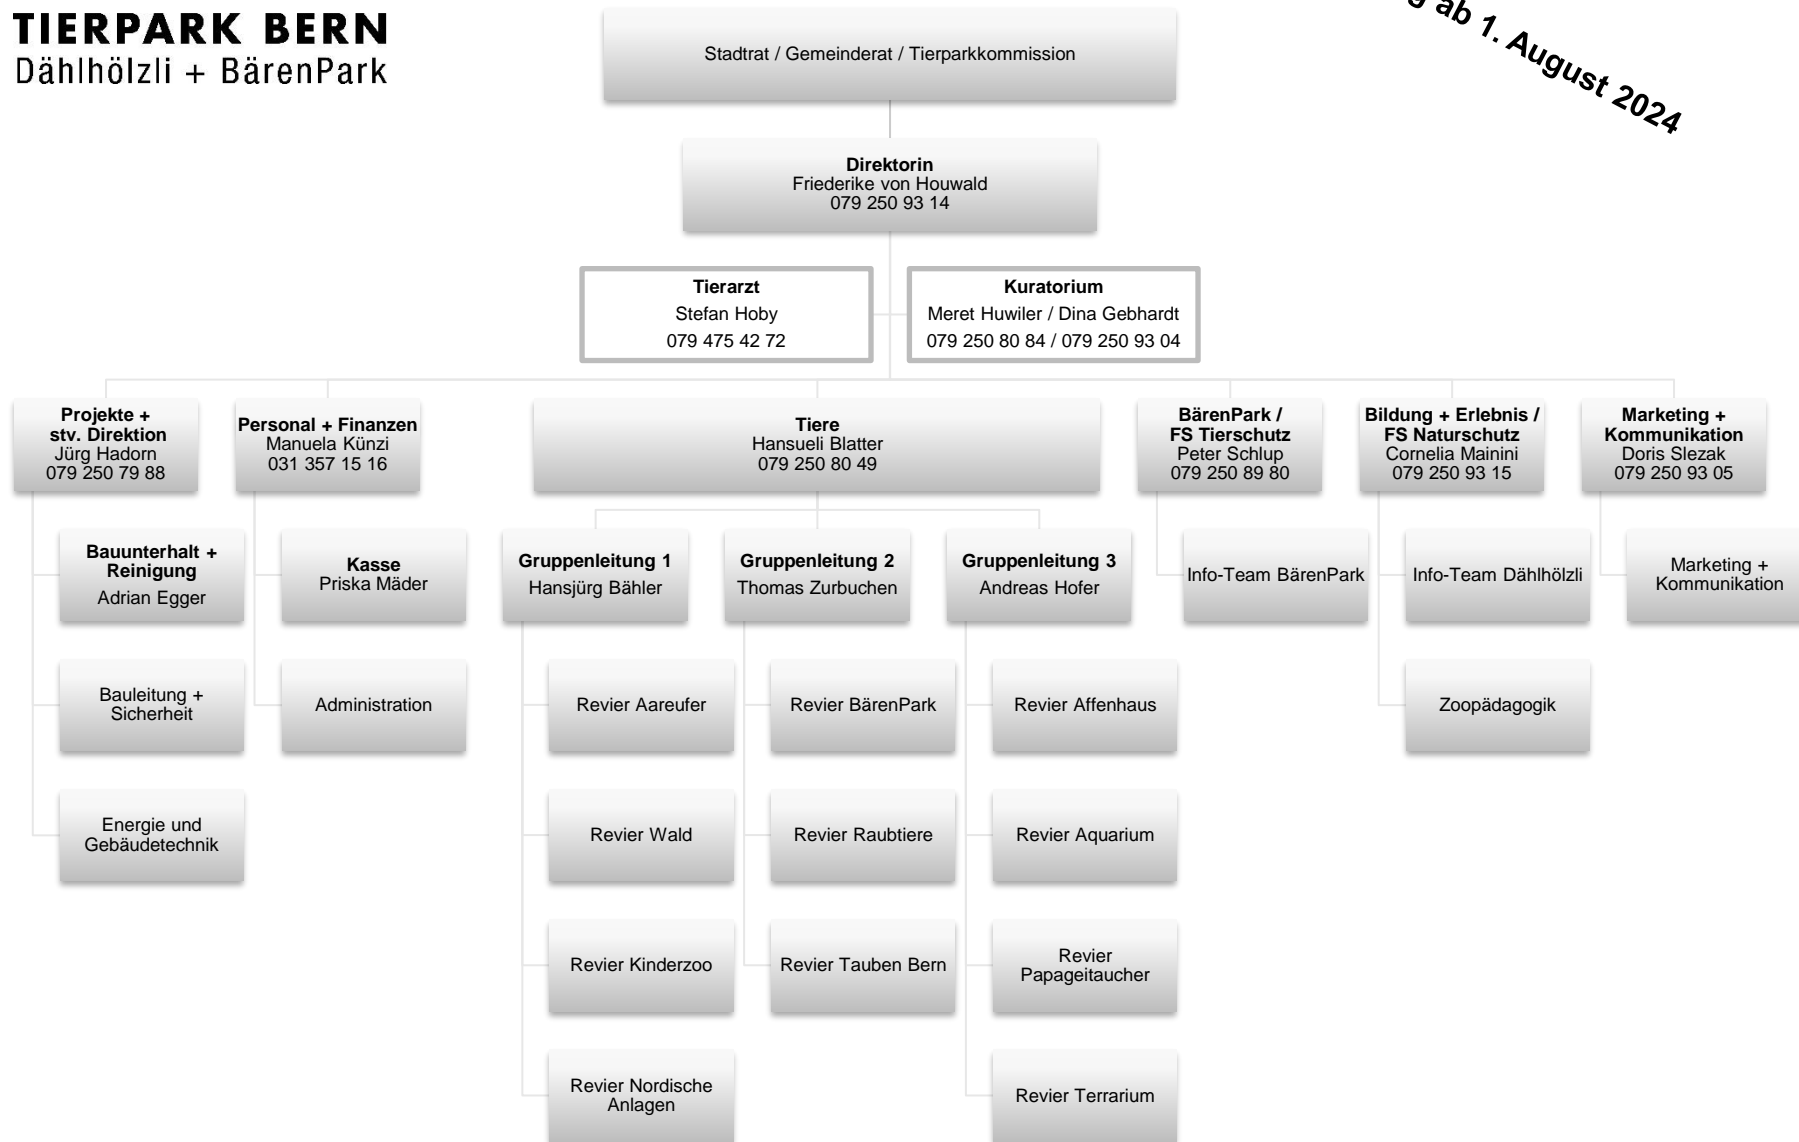 TIERPARK BERN
Dählhölzli + BärenPark
ab 1. August 2024
Stadtrat / Gemeinderat / Tierparkkommission
Direktorin
Friederike von Houwald
079 250 93 14
Tierarzt
Stefan Hoby
079 475 42 72
Kuratorium
Meret Huwiler / Dina Gebhardt
079 250 80 84 / 079 250 93 04
Projekte +
stv. Direktion
Jürg Hadorn
079 250 79 88
Personal + Finanzen
Manuela Künzi
031 357 15 16
Tiere
Hansueli Blatter
079 250 80 49
BärenPark /
FS Tierschutz
Peter Schlup
079 250 89 80
Bildung + Erlebnis /
FS Naturschutz
Cornelia Mainini
079 250 93 15
Marketing +
Kommunikation
Doris Slezak
079 250 93 05
Bauunterhalt +
Reinigung
Adrian Egger
Bauleitung +
Sicherheit
Energie und
Gebäudetechnik
Kasse
Priska Mäder
Administration
Gruppenleitung 1
Hansjürg Bähler
Revier Aareufer
Revier Wald
Revier Kinderzoo
Revier Nordische
Anlagen
Gruppenleitung 2
Thomas Zurbuchen
Revier BärenPark
Revier Raubtiere
Revier Tauben Bern
Gruppenleitung 3
Andreas Hofer
Revier Affenhaus
Revier Aquarium
Revier
Papageitaucher
Revier Terrarium
Info-Team BärenPark
Info-Team Dählhölzli
Zoopädagogik
Marketing +
Kommunikation